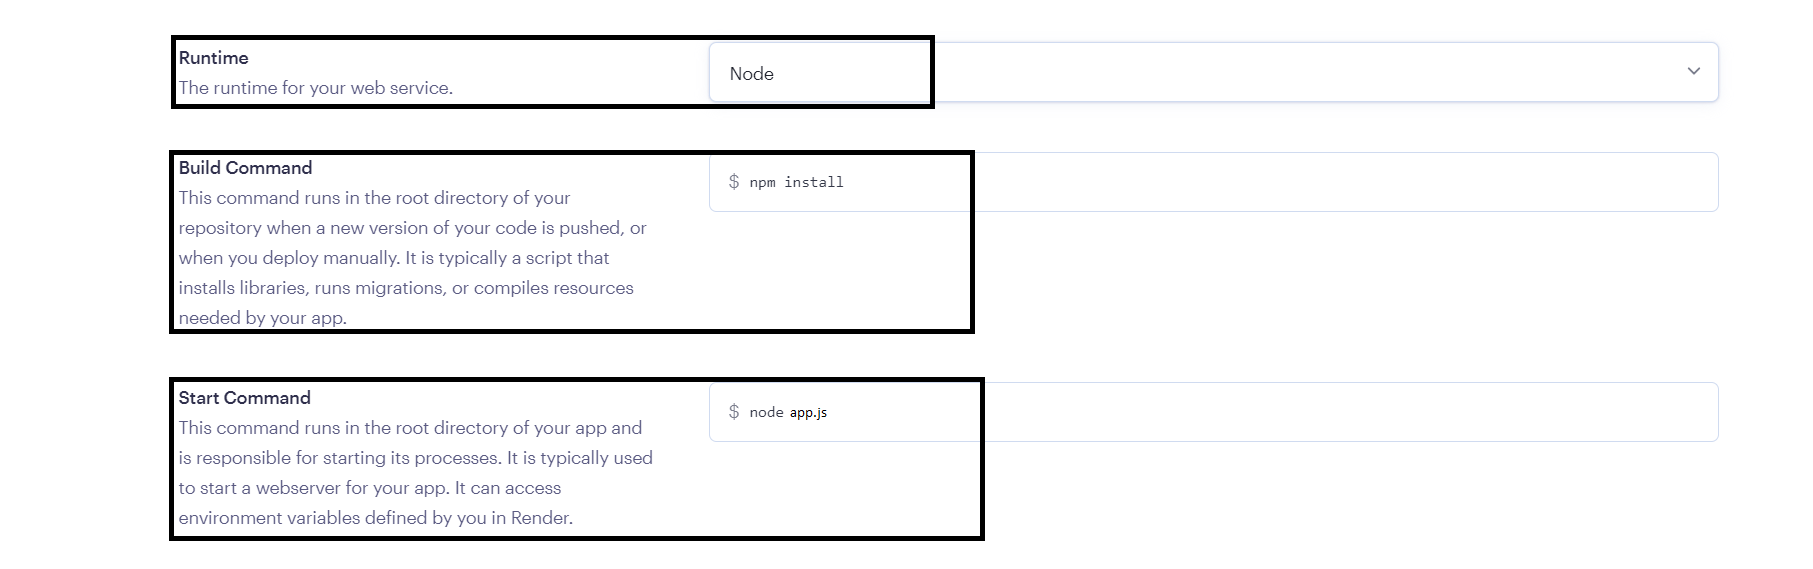 Runtime
The runtime for your web service.
Node
Build Command
This command runs in the root directory of your
repository when a new version of your code is pushed, or
when you deploy manually. It is typically a script that
installs libraries, runs migrations, or compiles resources
needed by your app.
$ npm install
Start Command
This command runs in the root directory of your app and
is responsible for starting its processes. It is typically used
to start a webserver for your app. It can access
environment variables defined by you in Render.
$ node app.js